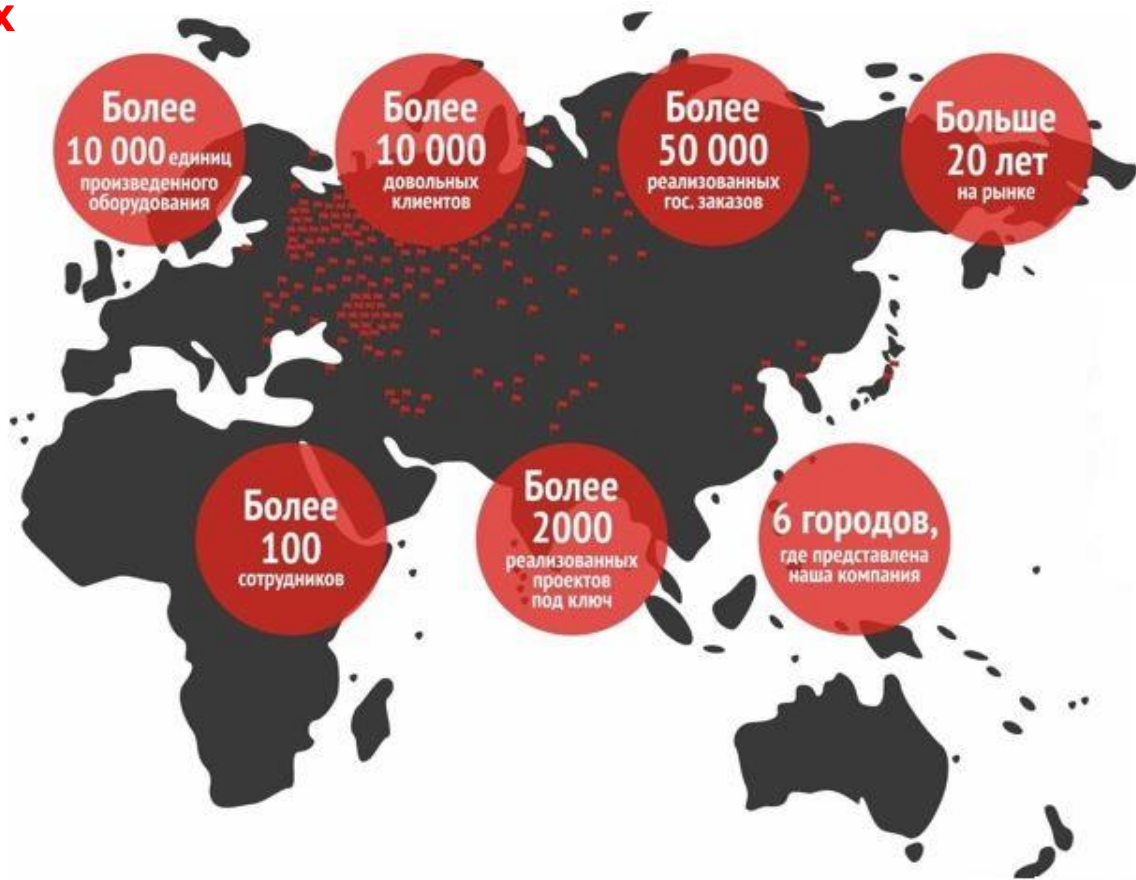 х
Более
10 000 единиц
произведенного
оборудования
Более
10 000
довольных
клиентов
Более
50 000
реализованных
гос. заказов
Больше
20 лет
на рынке
Более
100
сотрудников
Более
2000
реализованных
проектов
под ключ
6 городов,
где представлена
наша компания